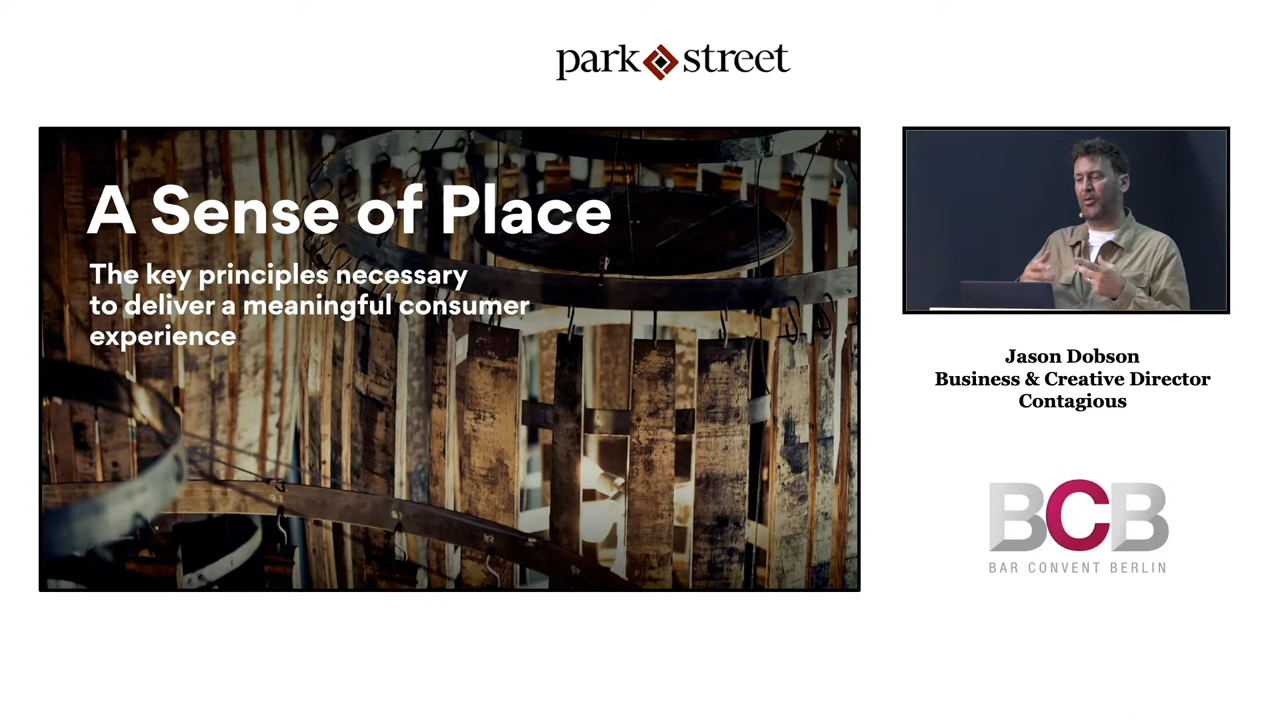 park street
A Sense of Place
The key principles necessary
to deliver a meaningful consumer
experience
Jason Dobson
Business & Creative Director
Contagious
BCB
BAR CONVENT BERLIN